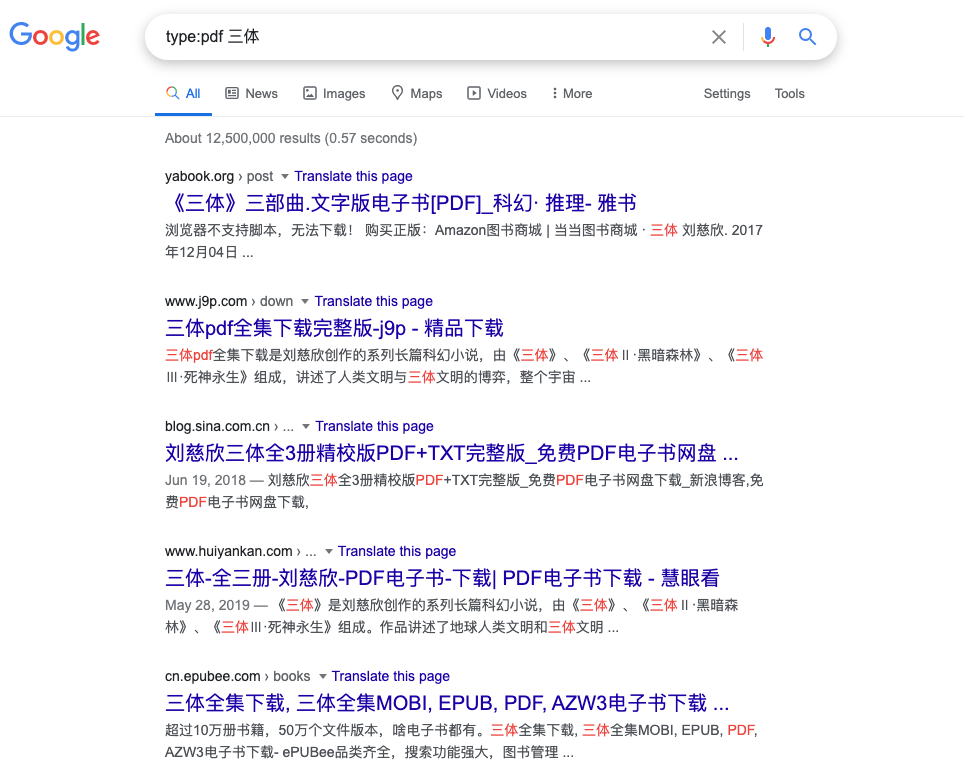 Google
type:pdf 三体
All News Images Maps Videos More Settings Tools
About 12,500,000 results (0.57 seconds)
yabook.org › post Translate this page
《三体》三部曲.文字版电子书[PDF]_科幻· 推理- 雅书
浏览器不支持脚本，无法下载！ 购买正版：Amazon图书商城 | 当当图书商城 · 三体 刘慈欣. 2017
年12月04日 ...
www.j9p.com › down Translate this page
三体pdf全集下载完整版-j9p - 精品下载
三体pdf全集下载是刘慈欣创作的系列长篇科幻小说，由《三体》、《三体Ⅱ·黑暗森林》、《三体
Ⅲ·死神永生》组成，讲述了人类文明与三体文明的博弈，整个宇宙 ...
blog.sina.com.cn › ... Translate this page
刘慈欣三体全3册精校版PDF+TXT完整版_免费PDF电子书网盘 ...
Jun 19, 2018 — 刘慈欣三体全3册精校版PDF+TXT完整版_免费PDF电子书网盘下载_新浪博客,免
费PDF电子书网盘下载,
www.huiyankan.com › ... Translate this page
三体-全三册-刘慈欣-PDF电子书-下载| PDF电子书下载 - 慧眼看
May 28, 2019 — 《三体》是刘慈欣创作的系列长篇科幻小说，由《三体》、《三体Ⅱ·黑暗森
林》、《三体Ⅲ·死神永生》组成。作品讲述了地球人类文明和三体文明 ...
cn.epubee.com › books Translate this page
三体全集下载, 三体全集MOBI, EPUB, PDF, AZW3电子书下载 ...
超过10万册书籍，50万个文件版本，啥电子书都有。三体全集下载, 三体全集MOBI, EPUB, PDF,
AZW3电子书下载- ePUBee品类齐全，搜索功能强大，图书管理 ...